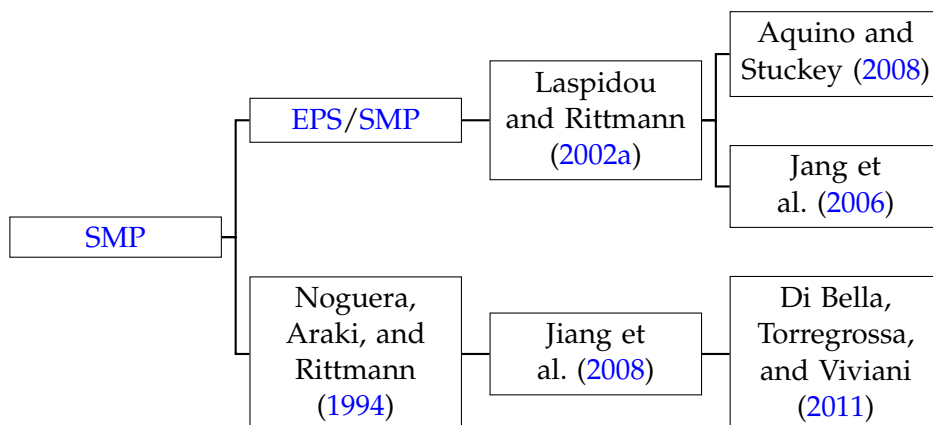 SMP
EPS/SMP
Laspidou
and Rittmann
(2002a)
Aquino and
Stuckey (2008)
Jang et
al. (2006)
Noguera,
Araki, and
Rittmann
(1994)
Jiang et
al. (2008)
Di Bella,
Torregrossa,
and Viviani
(2011)